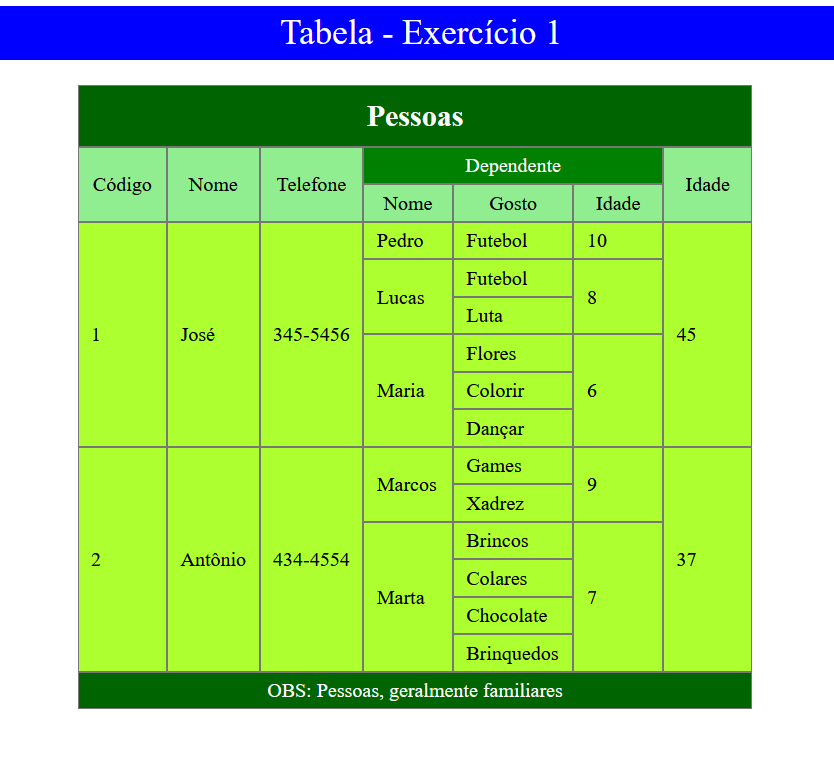 Tabela - Exercício 1
Pessoas
Código Nome Telefone Dependente Idade
Nome Gosto Idade
1 José 345-5456 Pedro Futebol 10 45
Lucas Futebol 8
Luta
Maria Flores 6
Colorir
Dançar
2 Antônio 434-4554 Marcos Games 9 37
Xadrez
Marta Brincos 7
Colares
Chocolate
Brinquedos
OBS: Pessoas, geralmente familiares